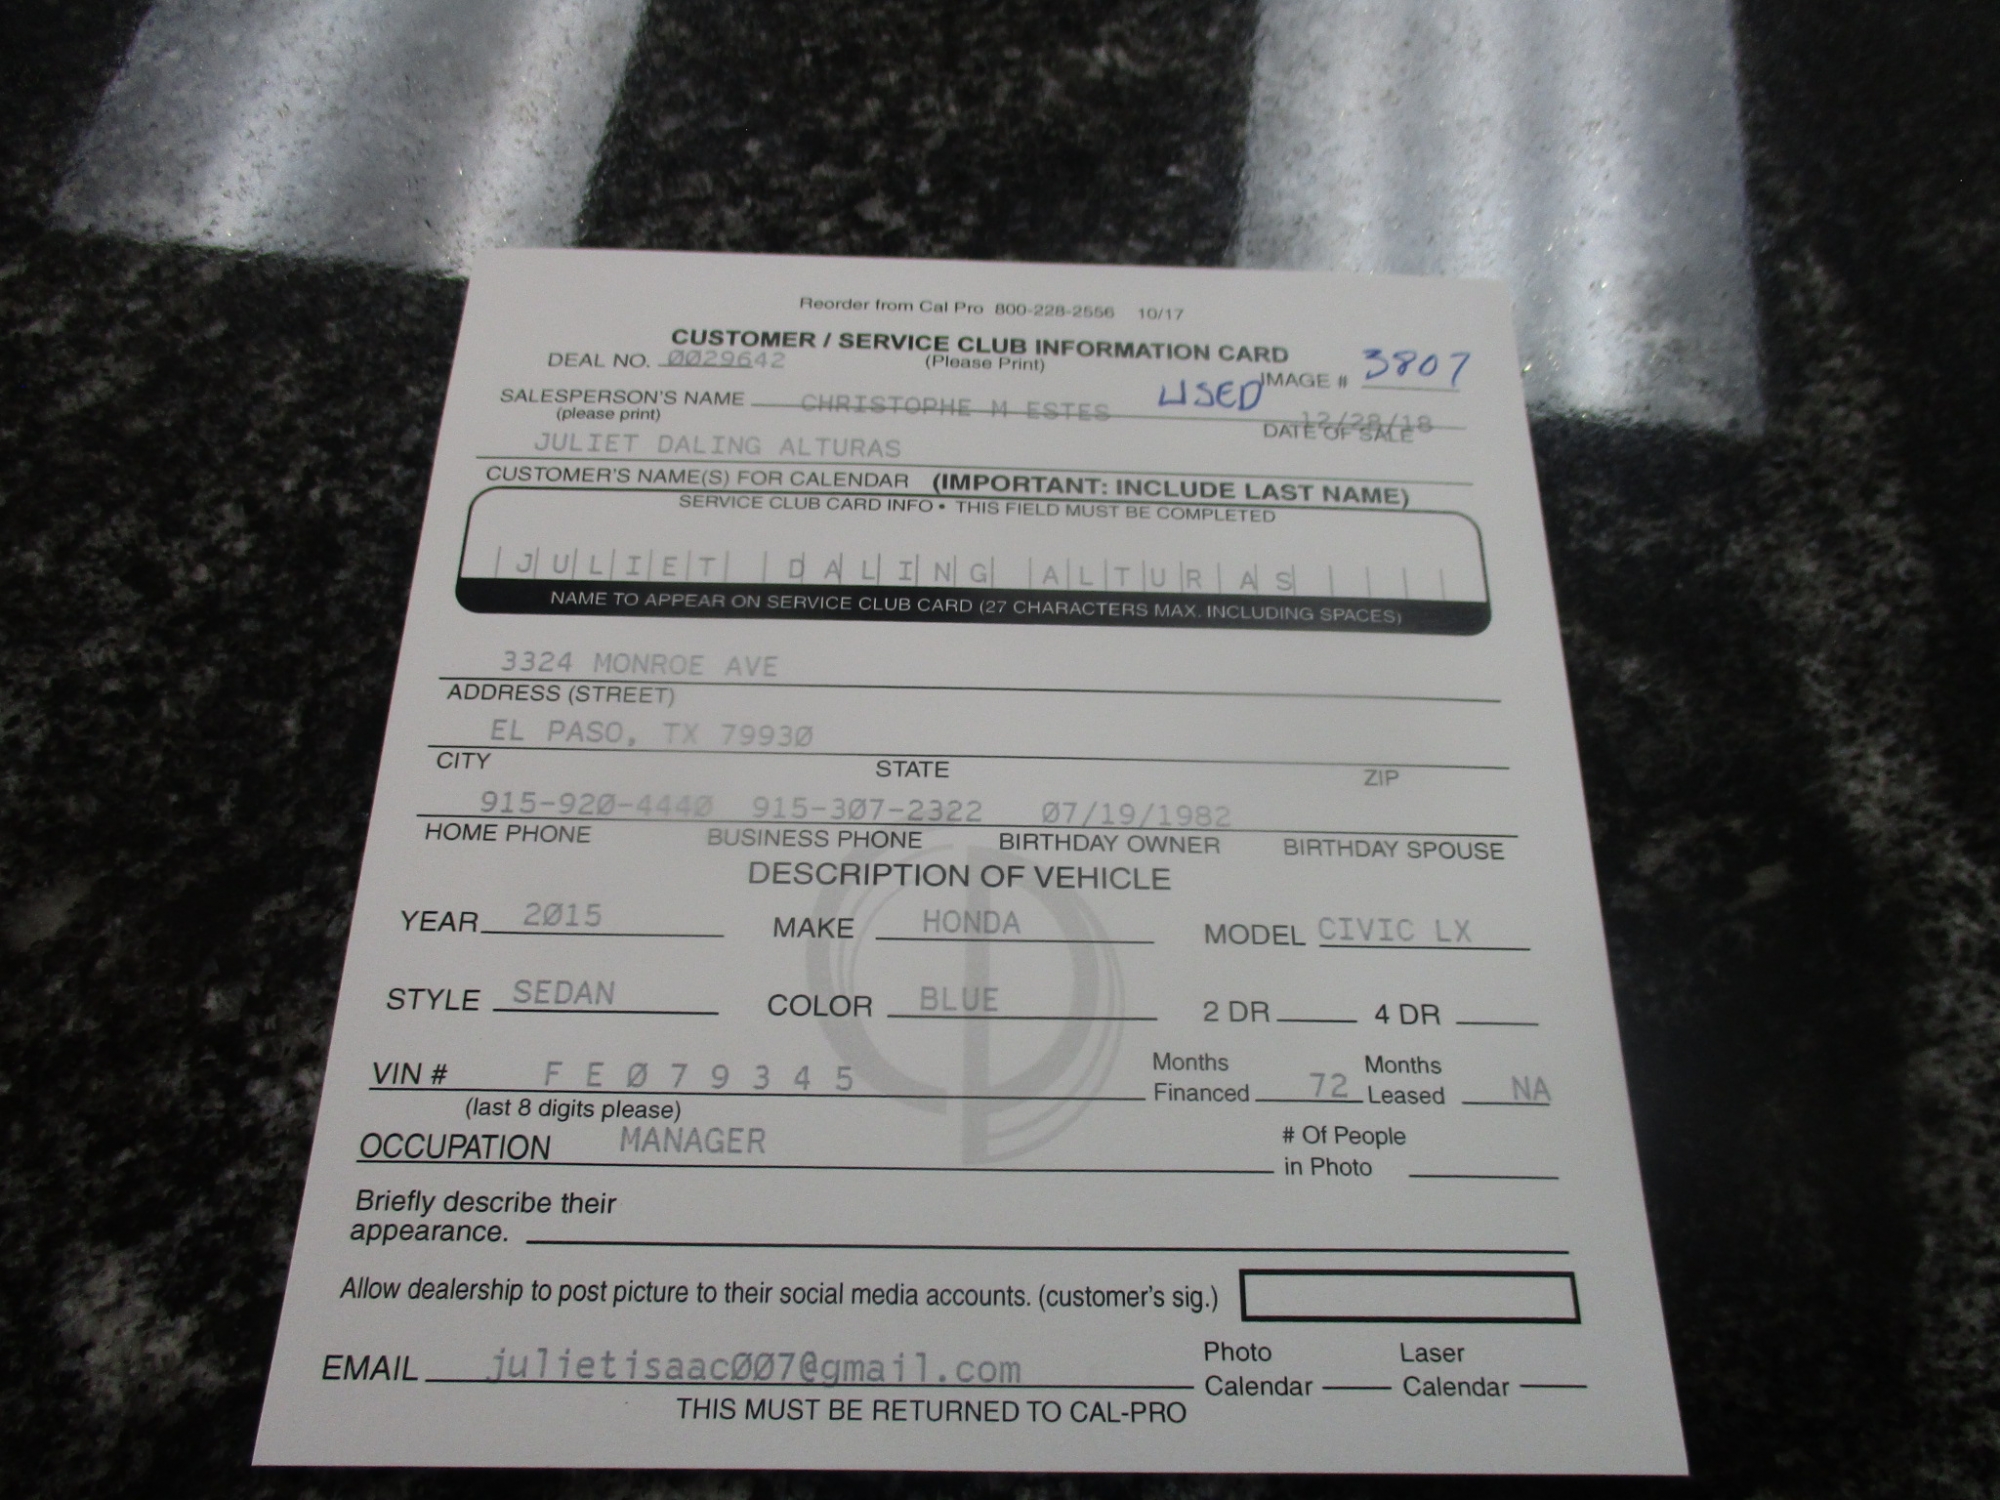 Reorder from Cal Pro 800-228-2556 10/17
CUSTOMER / SERVICE CLUB INFORMATION CARD
DEAL NO. 0029642 (Please Print) IMAGE # 3807
SALESPERSON'S NAME CHRISTOPHE M ESTES USED 12/28/18
(please print) DATE OF SALE
JULIET DALING ALTURAS
CUSTOMER'S NAME(S) FOR CALENDAR (IMPORTANT: INCLUDE LAST NAME)
SERVICE CLUB CARD INFO • THIS FIELD MUST BE COMPLETED
JULIET DALING ALTURAS
NAME TO APPEAR ON SERVICE CLUB CARD (27 CHARACTERS MAX. INCLUDING SPACES)
3324 MONROE AVE
ADDRESS (STREET)
EL PASO, TX 79930
CITY STATE ZIP
915-920-4440 915-307-2322 07/19/1982
HOME PHONE BUSINESS PHONE BIRTHDAY OWNER BIRTHDAY SPOUSE
DESCRIPTION OF VEHICLE
YEAR 2015 MAKE HONDA MODEL CIVIC LX
STYLE SEDAN COLOR BLUE 2 DR 4 DR
VIN # F E 0 7 9 3 4 5 Months Financed 72 Months Leased NA
(last 8 digits please)
OCCUPATION MANAGER # Of People in Photo
Briefly describe their
appearance.
Allow dealership to post picture to their social media accounts. (customer's sig.)
EMAIL julietisaac007@gmail.com Photo Calendar Laser Calendar
THIS MUST BE RETURNED TO CAL-PRO